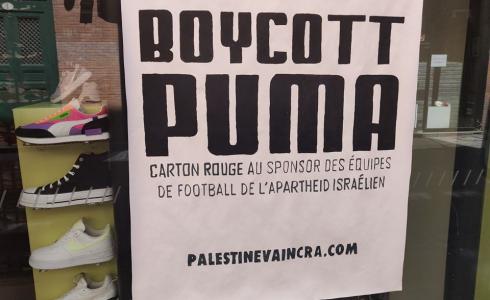 BOYCOTT
PUMA
CARTON ROUGE AU SPONSOR DES ÉQUIPES
DE FOOTBALL DE L'APARTHEID ISRAÉLIEN
PALESTINEVAINCRA.COM